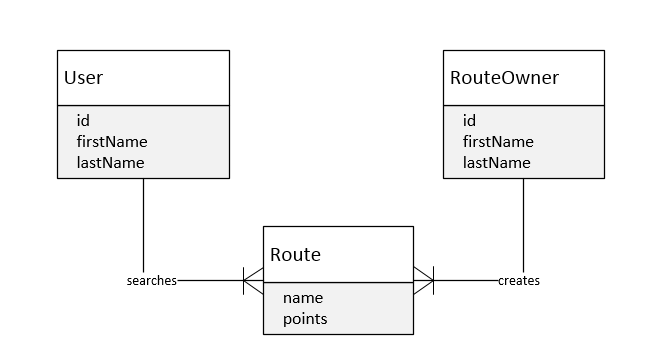 User
id
firstName
lastName
RouteOwner
id
firstName
lastName
searches
Route
name
points
creates